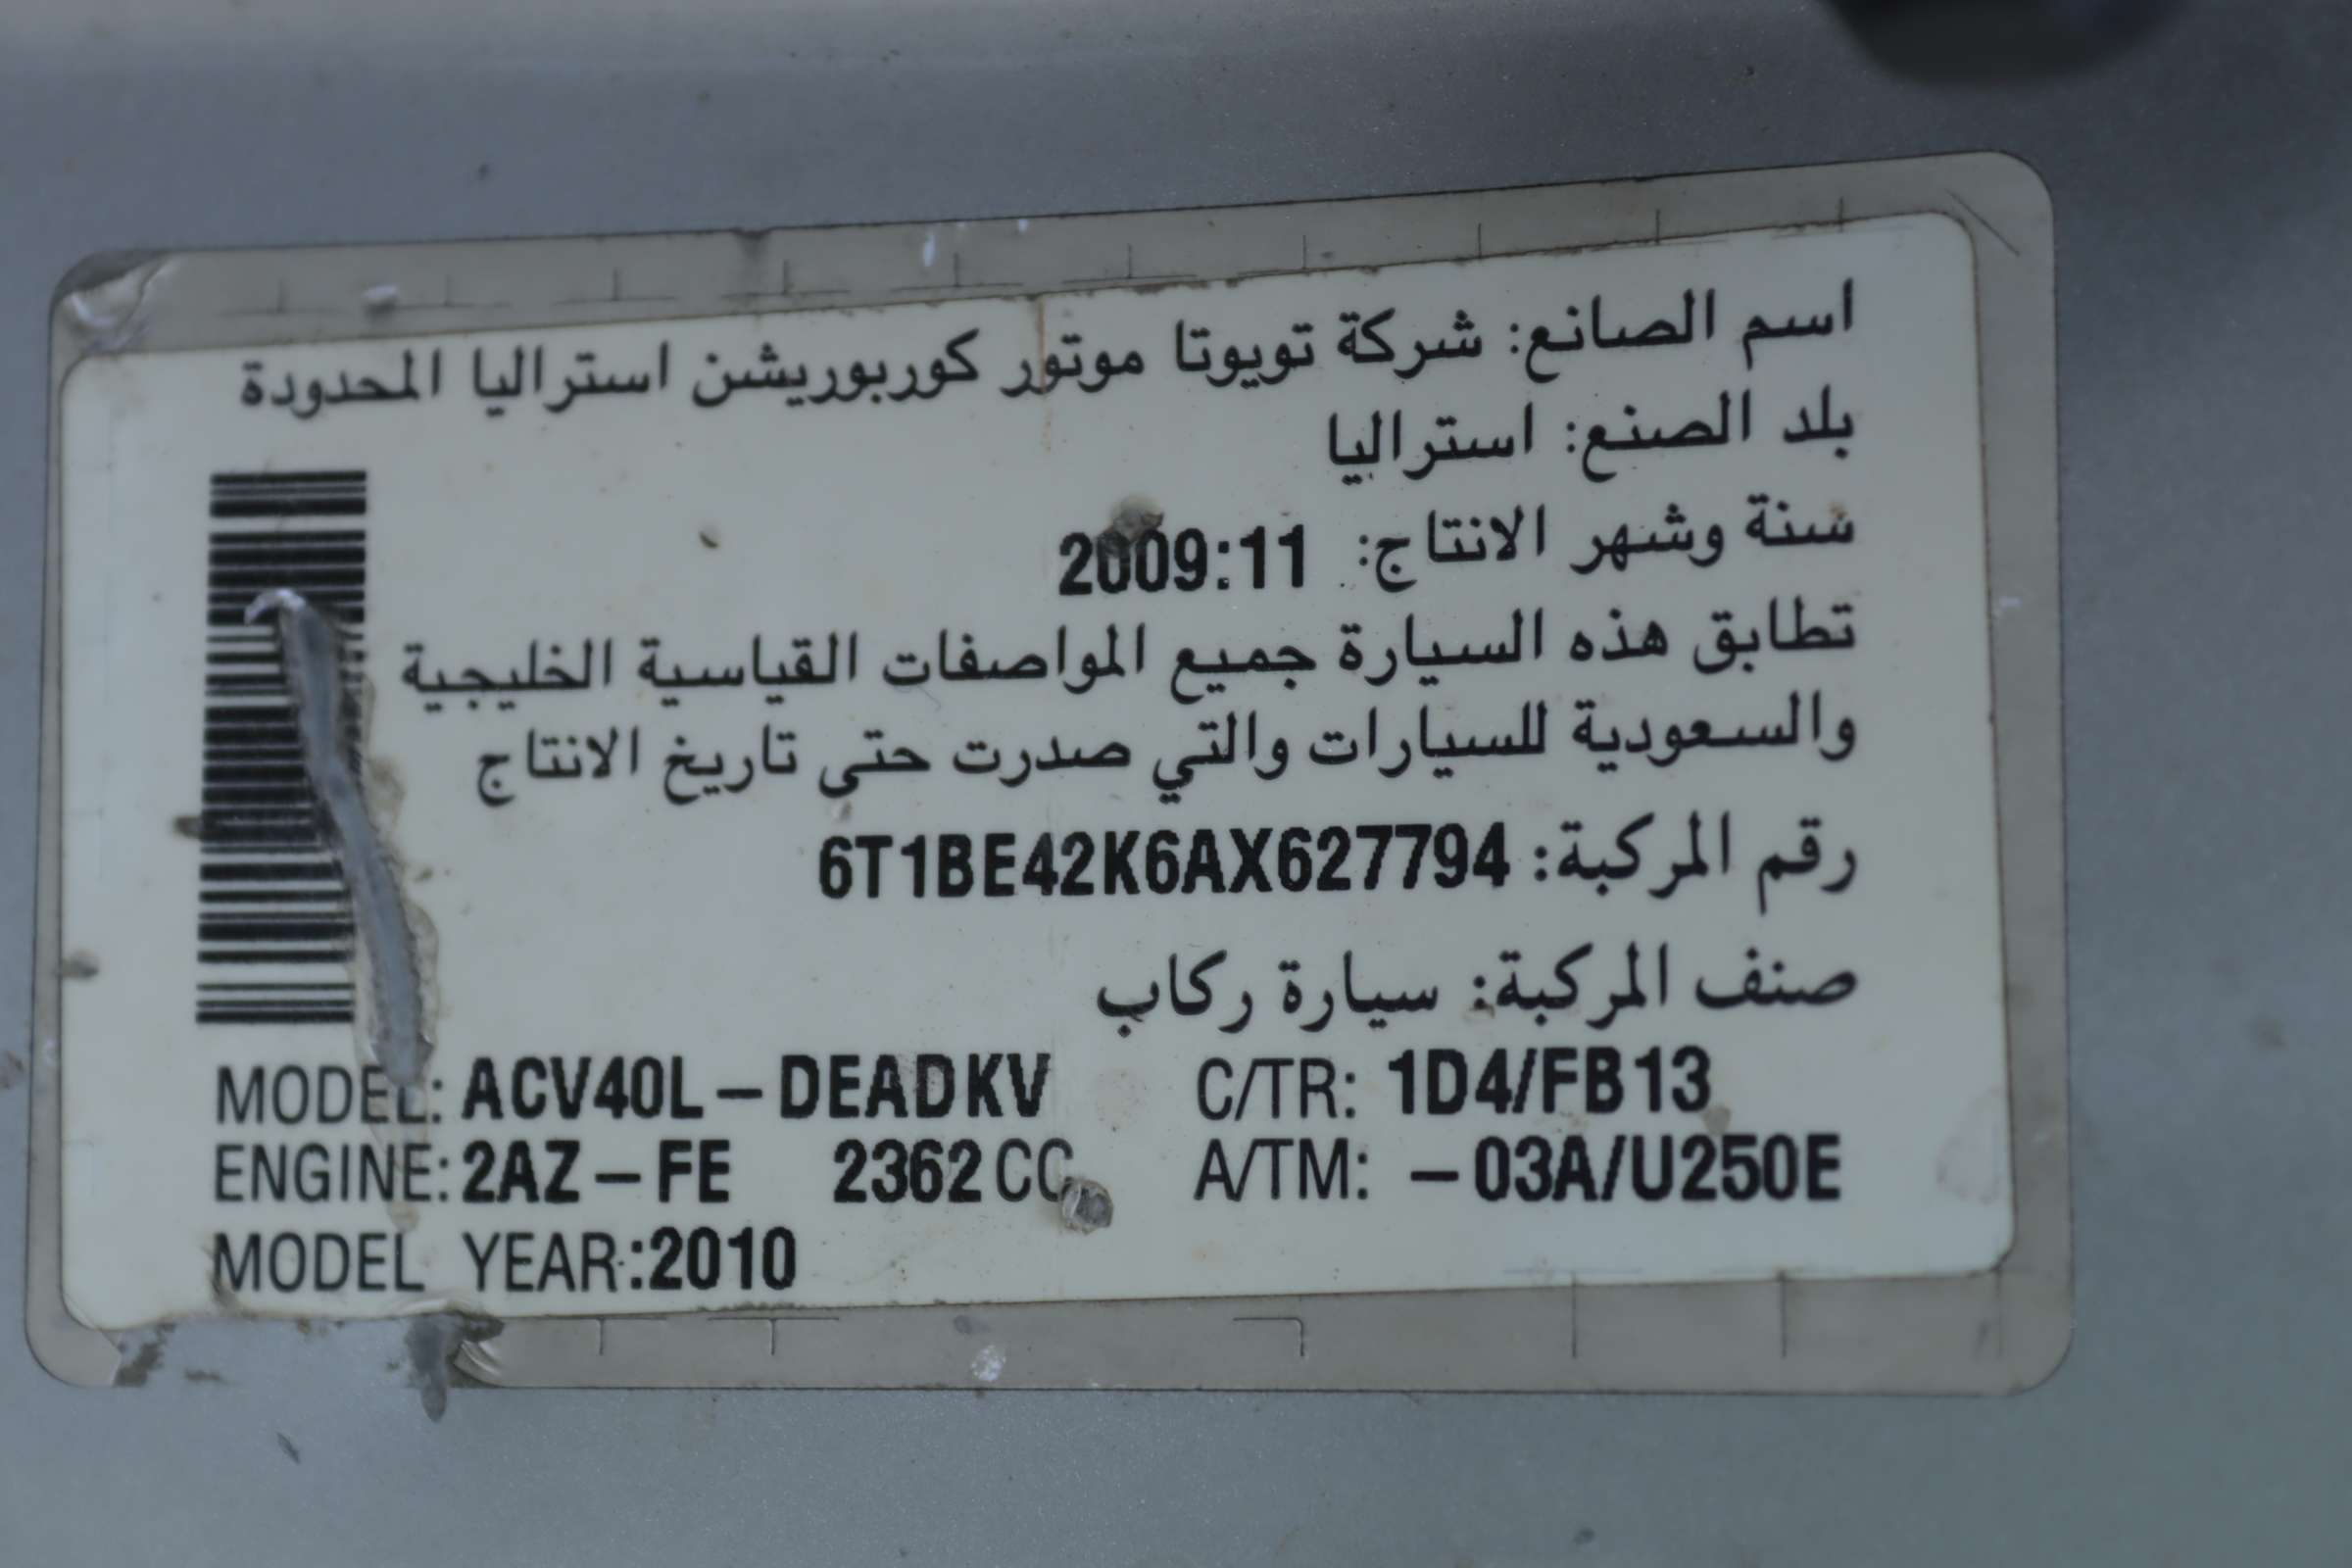 اسم الصانع: شركة تويوتا موتور كوربوريشن استراليا المحدودة
بلد الصنع: استراليا
سنة وشهر الانتاج: 2009:11
تطابق هذه السيارة جميع المواصفات القياسية الخليجية
والسعودية للسيارات والتي صدرت حتى تاريخ الانتاج
رقم المركبة: 6T1BE42K6AX627794
صنف المركبة: سيارة ركاب
MODEL: ACV40L-DEADKV C/TR: 1D4/FB13
ENGINE: 2AZ-FE 2362 CC A/TM: -03A/U250E
MODEL YEAR:2010